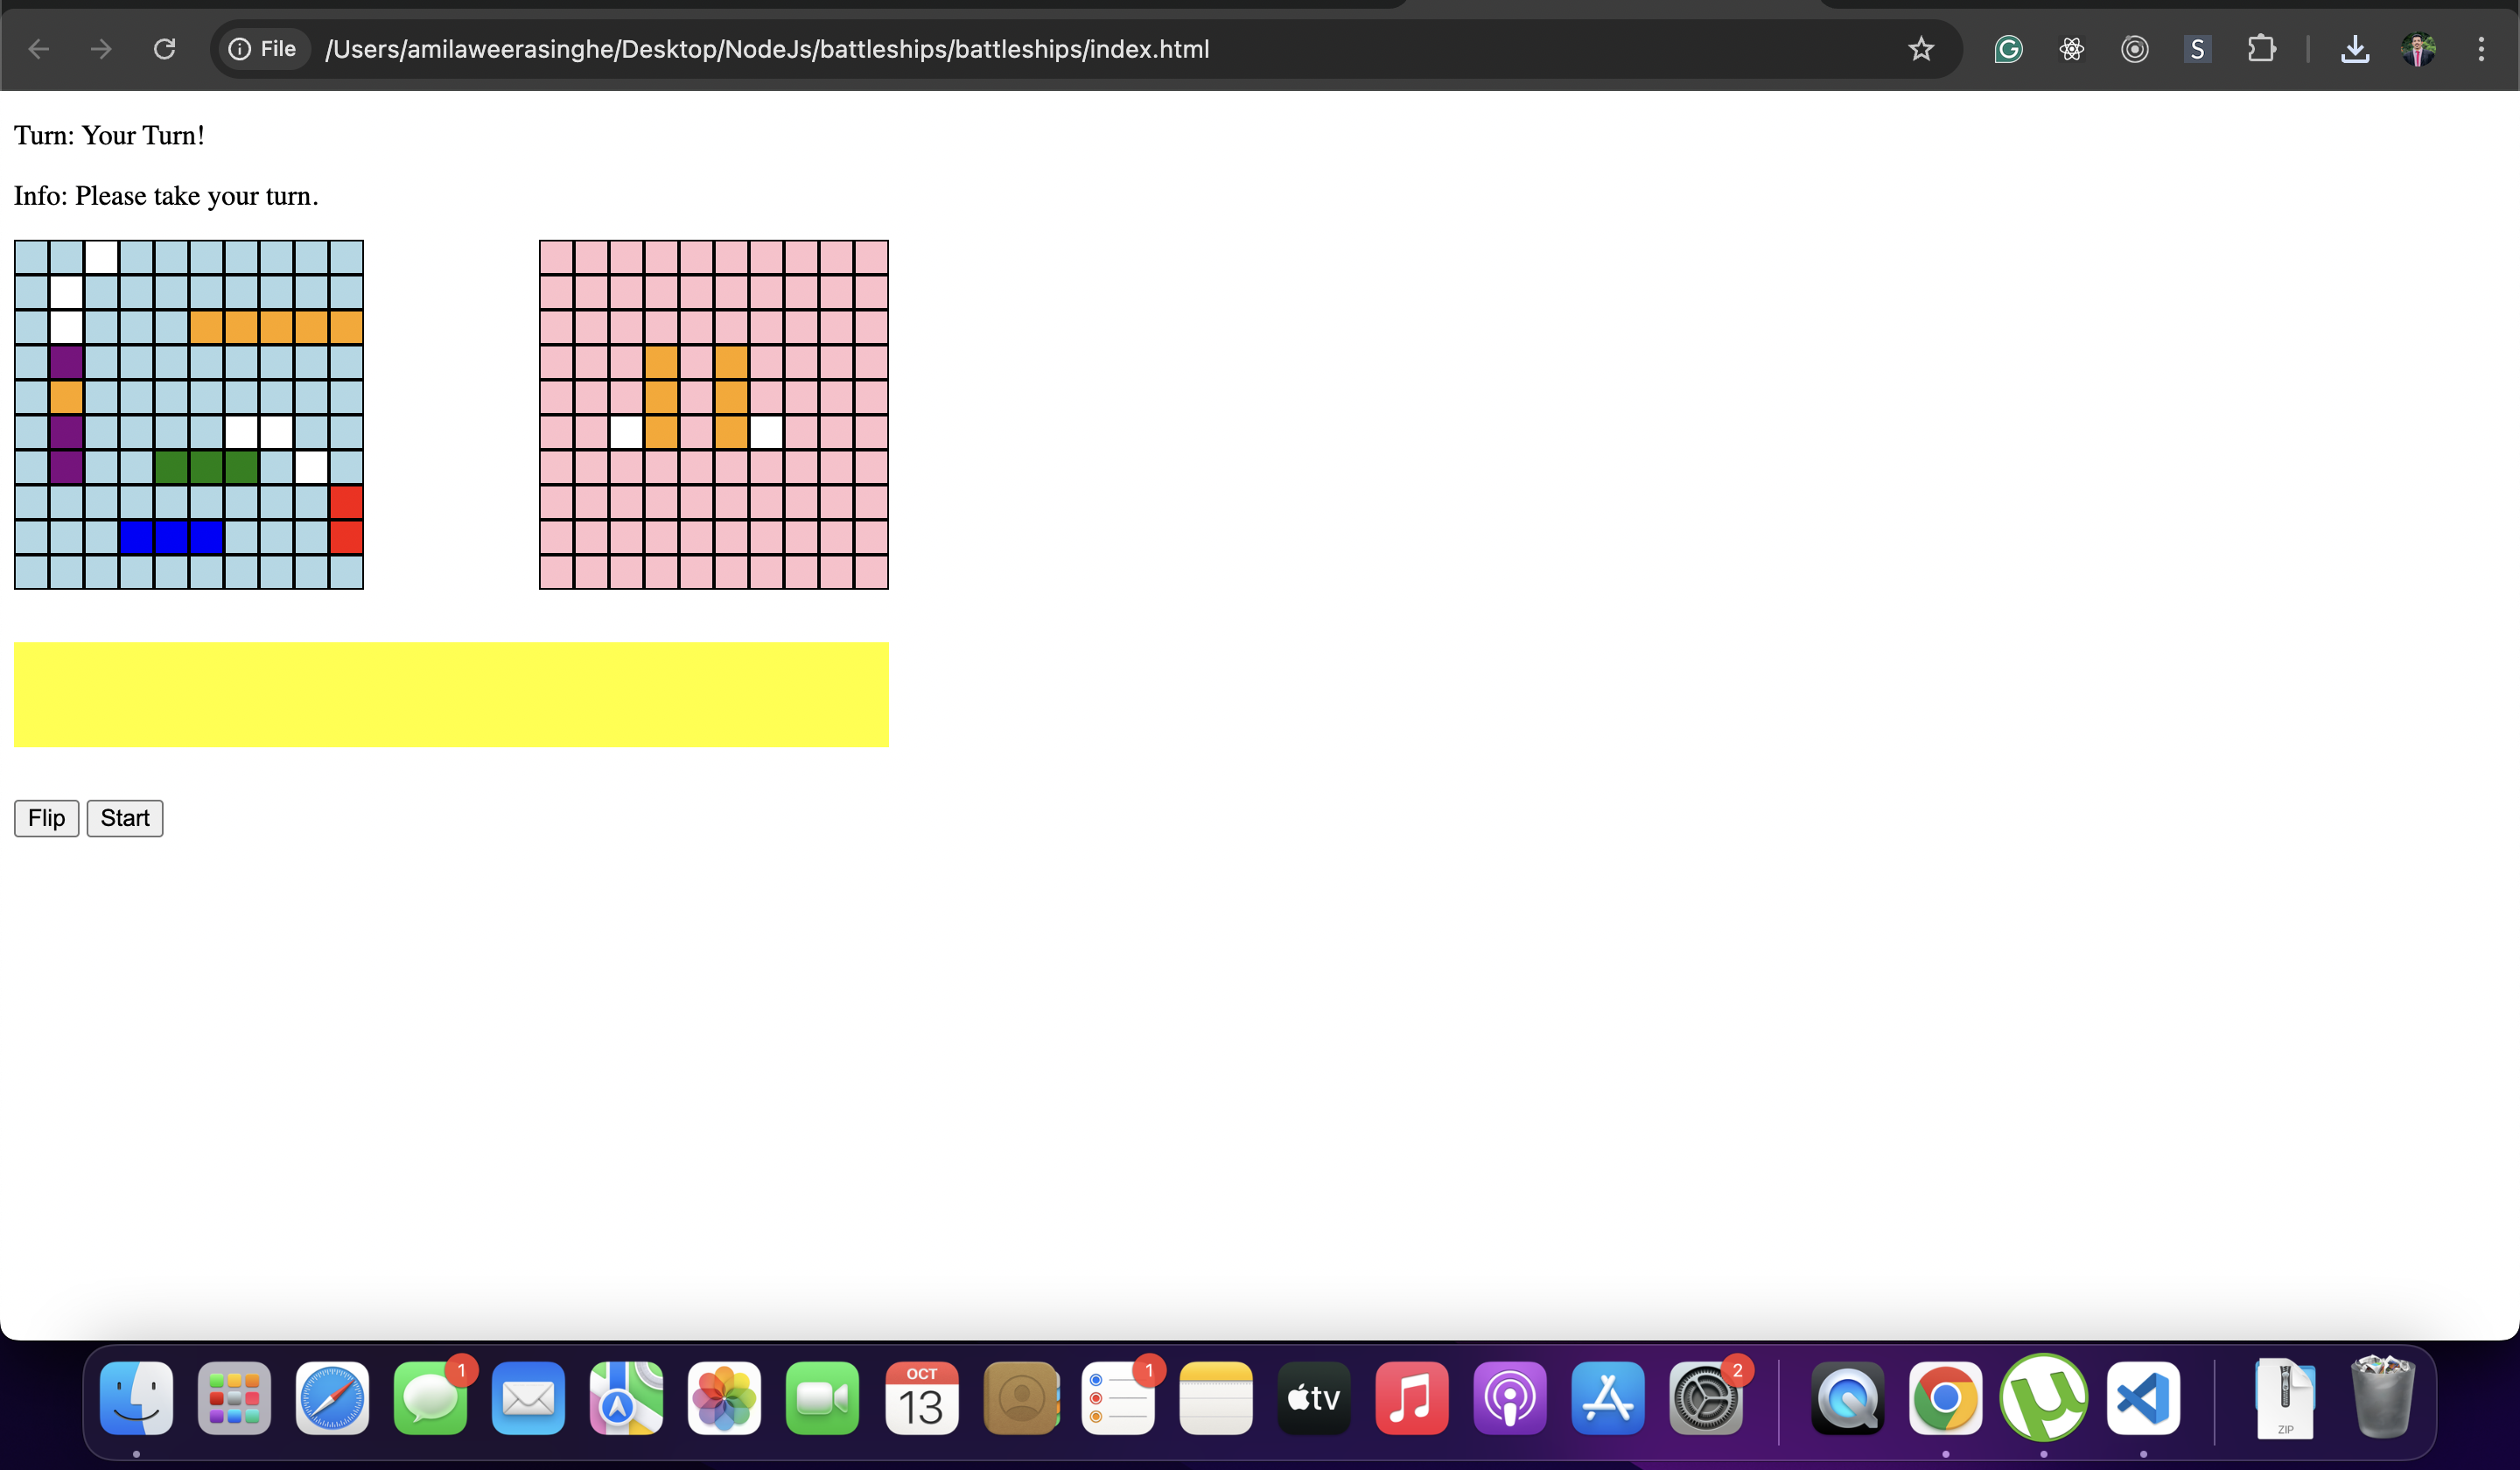 File /Users/amilaweerasinghe/Desktop/NodeJs/battleships/battleships/index.html
Turn: Your Turn!
Info: Please take your turn.
Flip Start
1 OCT 13 1 tv 2 ZIP